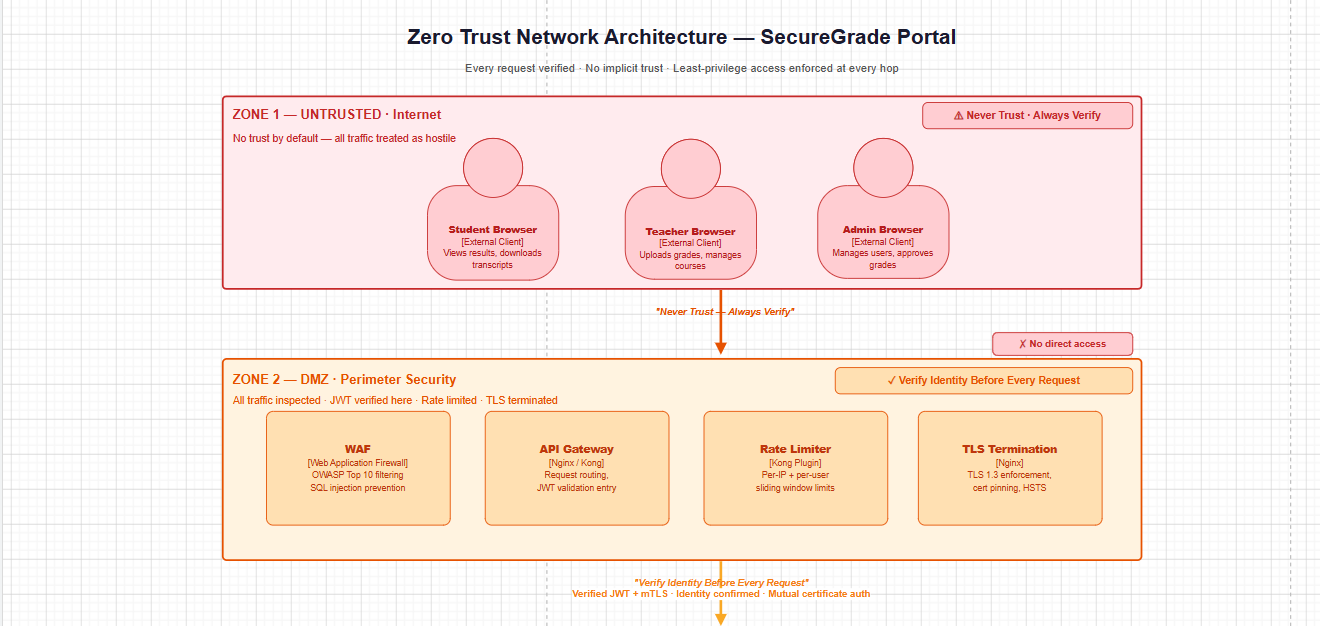 Zero Trust Network Architecture — SecureGrade Portal
Every request verified · No implicit trust · Least-privilege access enforced at every hop
ZONE 1 — UNTRUSTED · Internet
⚠ Never Trust · Always Verify
No trust by default — all traffic treated as hostile
Student Browser
[External Client]
Views results, downloads
transcripts
Teacher Browser
[External Client]
Uploads grades, manages
courses
Admin Browser
[External Client]
Manages users, approves
grades
"Never Trust — Always Verify"
✗ No direct access
ZONE 2 — DMZ · Perimeter Security
✓ Verify Identity Before Every Request
All traffic inspected · JWT verified here · Rate limited · TLS terminated
WAF
[Web Application Firewall]
OWASP Top 10 filtering
SQL injection prevention
API Gateway
[Nginx / Kong]
Request routing,
JWT validation entry
Rate Limiter
[Kong Plugin]
Per-IP + per-user
sliding window limits
TLS Termination
[Nginx]
TLS 1.3 enforcement,
cert pinning, HSTS
"Verify Identity Before Every Request"
Verified JWT + mTLS · Identity confirmed · Mutual certificate auth